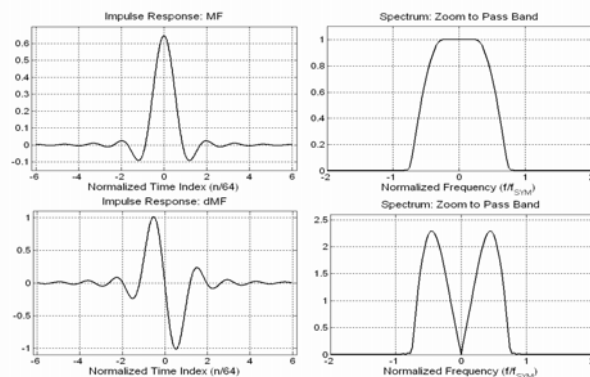 Impulse Response: MF
0.6
0.5
0.4
0.3
0.2
0.1
0
-0.1
-6 -4 -2 0 2 4 6
Normalized Time Index (n/64)
Spectrum: Zoom to Pass Band
1
0.8
0.6
0.4
0.2
0
-2 -1 0 1 2
Normalized Frequency (f/fSYM)
Impulse Response: dMF
1
0.5
0
-0.5
-1
-6 -4 -2 0 2 4 6
Normalized Time Index (n/64)
Spectrum: Zoom to Pass Band
2.5
2
1.5
1
0.5
0
-2 -1 0 1 2
Normalized Frequency (f/fSYM)